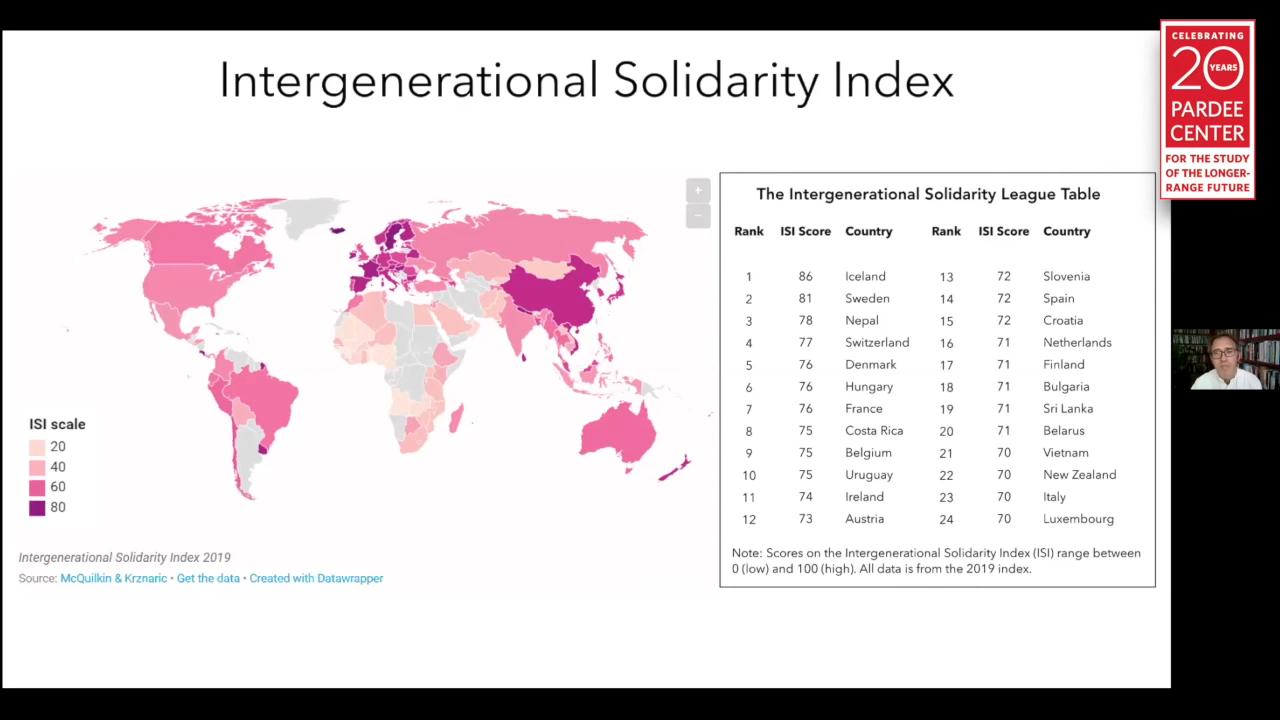 Intergenerational Solidarity Index
CELEBRATING
20 YEARS
PARDEE
CENTER
FOR THE STUDY
OF THE LONGER-
RANGE FUTURE
+
−
ISI scale
20
40
60
80
Intergenerational Solidarity Index 2019
Source: McQuilkin & Krznaric • Get the data • Created with Datawrapper
The Intergenerational Solidarity League Table
Rank ISI Score Country Rank ISI Score Country
1 86 Iceland 13 72 Slovenia
2 81 Sweden 14 72 Spain
3 78 Nepal 15 72 Croatia
4 77 Switzerland 16 71 Netherlands
5 76 Denmark 17 71 Finland
6 76 Hungary 18 71 Bulgaria
7 76 France 19 71 Sri Lanka
8 75 Costa Rica 20 71 Belarus
9 75 Belgium 21 70 Vietnam
10 75 Uruguay 22 70 New Zealand
11 74 Ireland 23 70 Italy
12 73 Austria 24 70 Luxembourg
Note: Scores on the Intergenerational Solidarity Index (ISI) range between
0 (low) and 100 (high). All data is from the 2019 index.